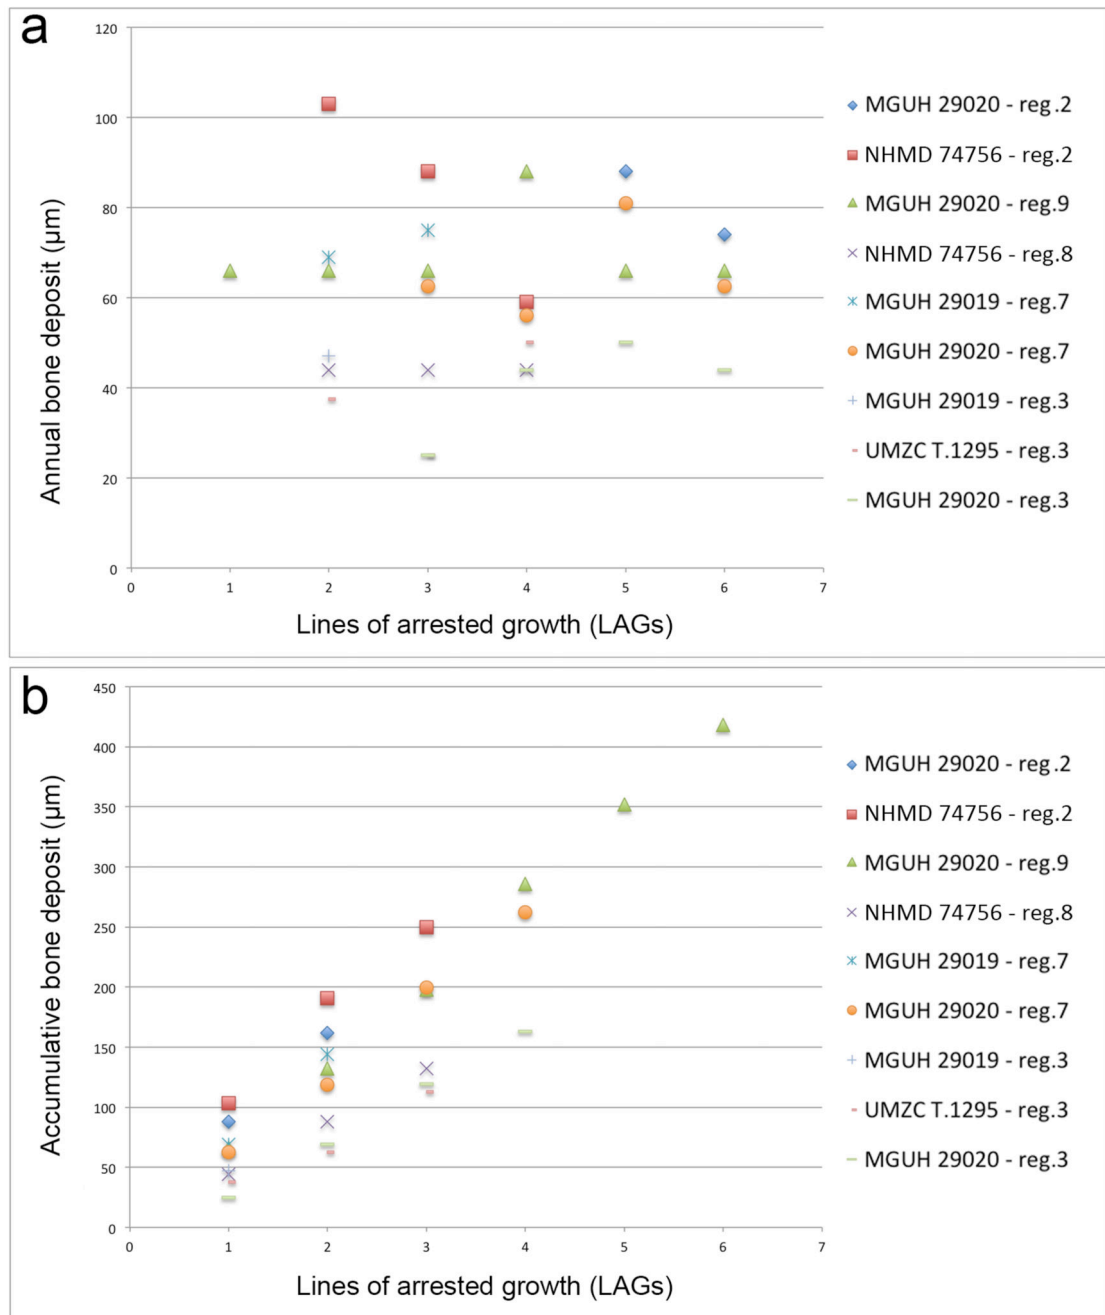 a
120
100
80
60
40
20
0
0 1 2 3 4 5 6 7
Annual bone deposit (µm)
Lines of arrested growth (LAGs)
MGUH 29020 - reg.2
NHMD 74756 - reg.2
MGUH 29020 - reg.9
NHMD 74756 - reg.8
MGUH 29019 - reg.7
MGUH 29020 - reg.7
MGUH 29019 - reg.3
UMZC T.1295 - reg.3
MGUH 29020 - reg.3
b
450
400
350
300
250
200
150
100
50
0
0 1 2 3 4 5 6 7
Accumulative bone deposit (µm)
Lines of arrested growth (LAGs)
MGUH 29020 - reg.2
NHMD 74756 - reg.2
MGUH 29020 - reg.9
NHMD 74756 - reg.8
MGUH 29019 - reg.7
MGUH 29020 - reg.7
MGUH 29019 - reg.3
UMZC T.1295 - reg.3
MGUH 29020 - reg.3